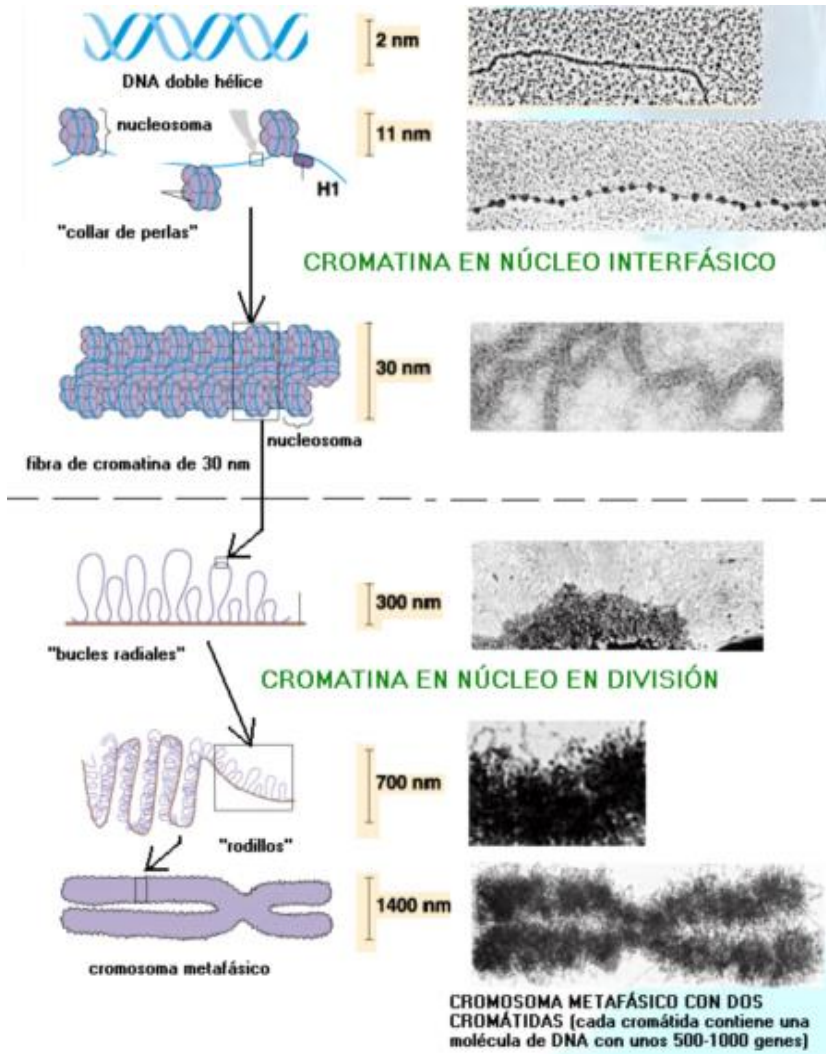 2 nm
DNA doble hélice
nucleosoma
11 nm
H1
"collar de perlas"
CROMATINA EN NÚCLEO INTERFÁSICO
30 nm
nucleosoma
fibra de cromatina de 30 nm
300 nm
"bucles radiales"
CROMATINA EN NÚCLEO EN DIVISIÓN
700 nm
"rodillos"
1400 nm
cromosoma metafásico
CROMOSOMA METAFÁSICO CON DOS
CROMÁTIDAS (cada cromátida contiene una
molécula de DNA con unos 500-1000 genes)